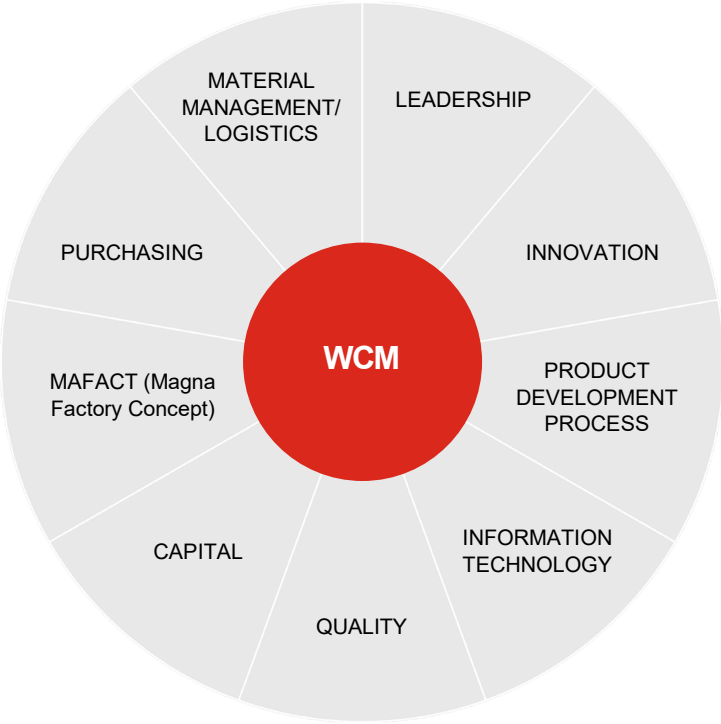 MATERIAL
MANAGEMENT/
LOGISTICS
LEADERSHIP
PURCHASING
INNOVATION
WCM
MAFACT (Magna
Factory Concept)
PRODUCT
DEVELOPMENT
PROCESS
CAPITAL
INFORMATION
TECHNOLOGY
QUALITY